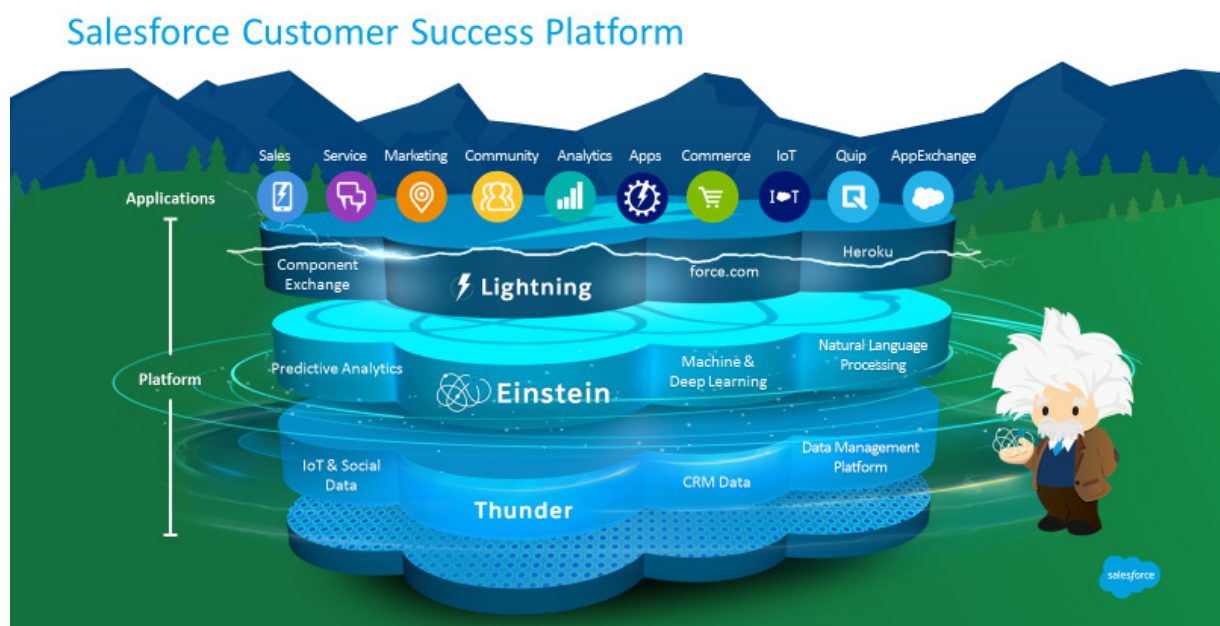 Salesforce Customer Success Platform
Sales
Service
Marketing
Community
Analytics
Apps
Commerce
IoT
Quip
AppExchange
Applications
I T
Component
Exchange
Lightning
force.com
Heroku
Platform
Predictive Analytics
Einstein
Machine &
Deep Learning
Natural Language
Processing
IoT & Social
Data
Thunder
CRM Data
Data Management
Platform
salesforce